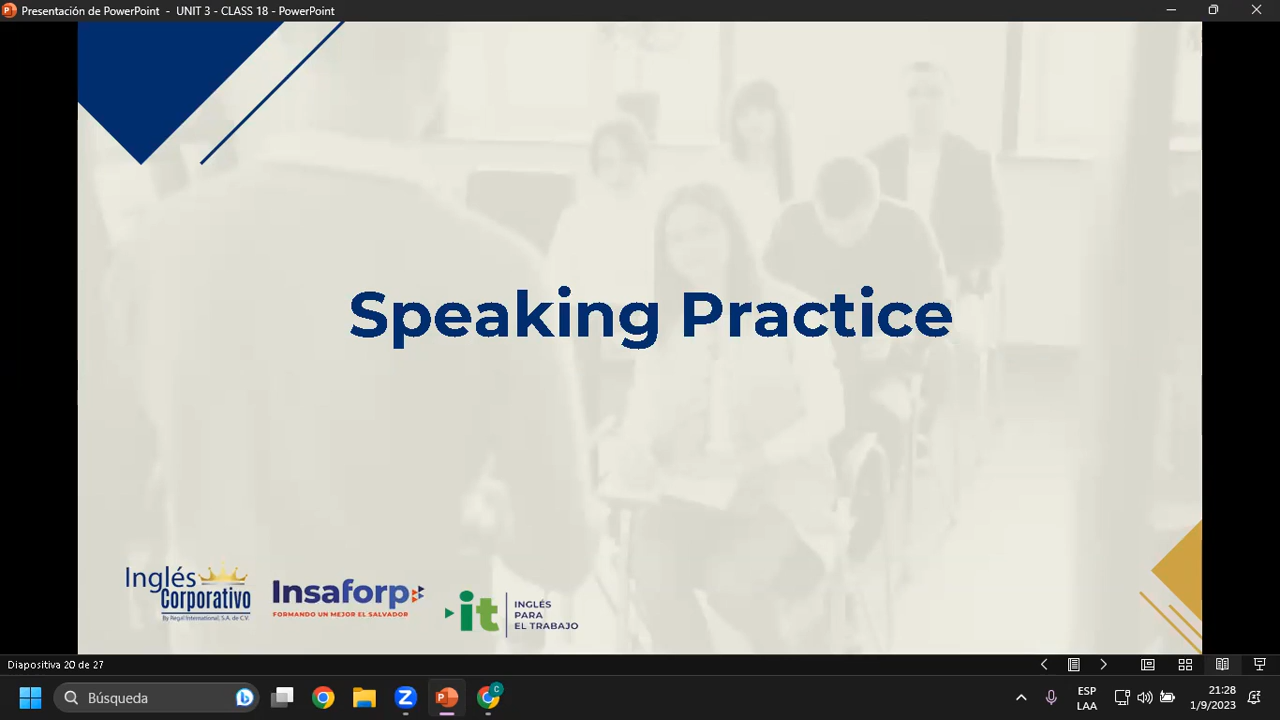 Presentación de PowerPoint - UNIT 3 - CLASS 18 - PowerPoint
Speaking Practice
Inglés
Corporativo
By Regal International, S.A. de C.V.
Insaforp
FORMANDO UN MEJOR EL SALVADOR
it
INGLÉS
PARA
EL TRABAJO
Diapositiva 20 de 27
Búsqueda
C
ESP
LAA
21:28
1/9/2023